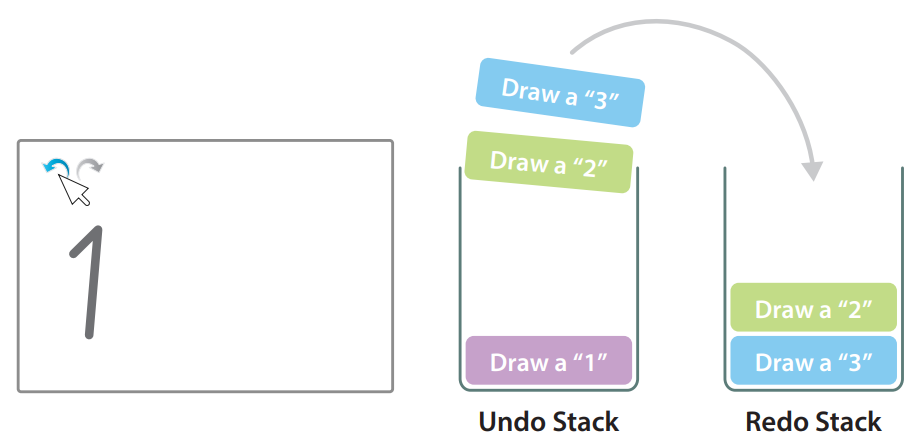 Draw a “3”
Draw a “2”
1
Draw a “1”
Undo Stack
Draw a “2”
Draw a “3”
Redo Stack